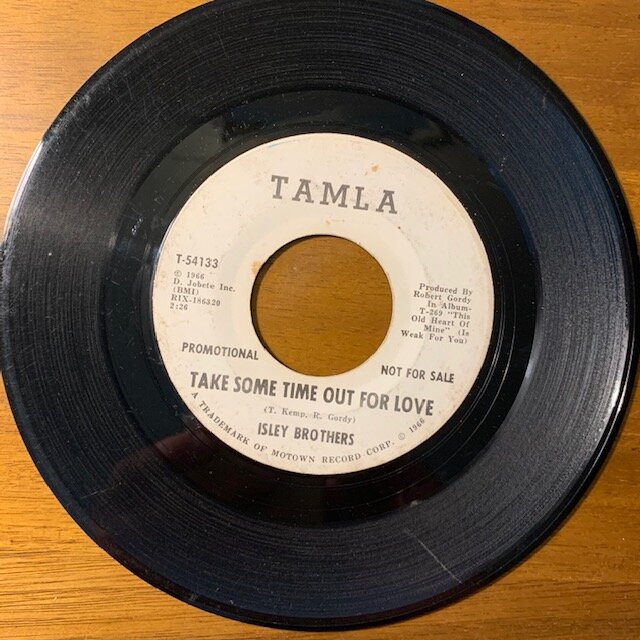 TAMLA
T-54133
℗ 1966
D. Jobete Inc.
(BMI)
RIX-186320
2:26
Produced By
Robert Gordy
In Album-
T-269 "This
Old Heart Of
Mine" (Is
Weak For You)
PROMOTIONAL
NOT FOR SALE
TAKE SOME TIME OUT FOR LOVE
(T. Kemp, R. Gordy)
ISLEY BROTHERS
A TRADEMARK OF MOTOWN RECORD CORP. © 1966